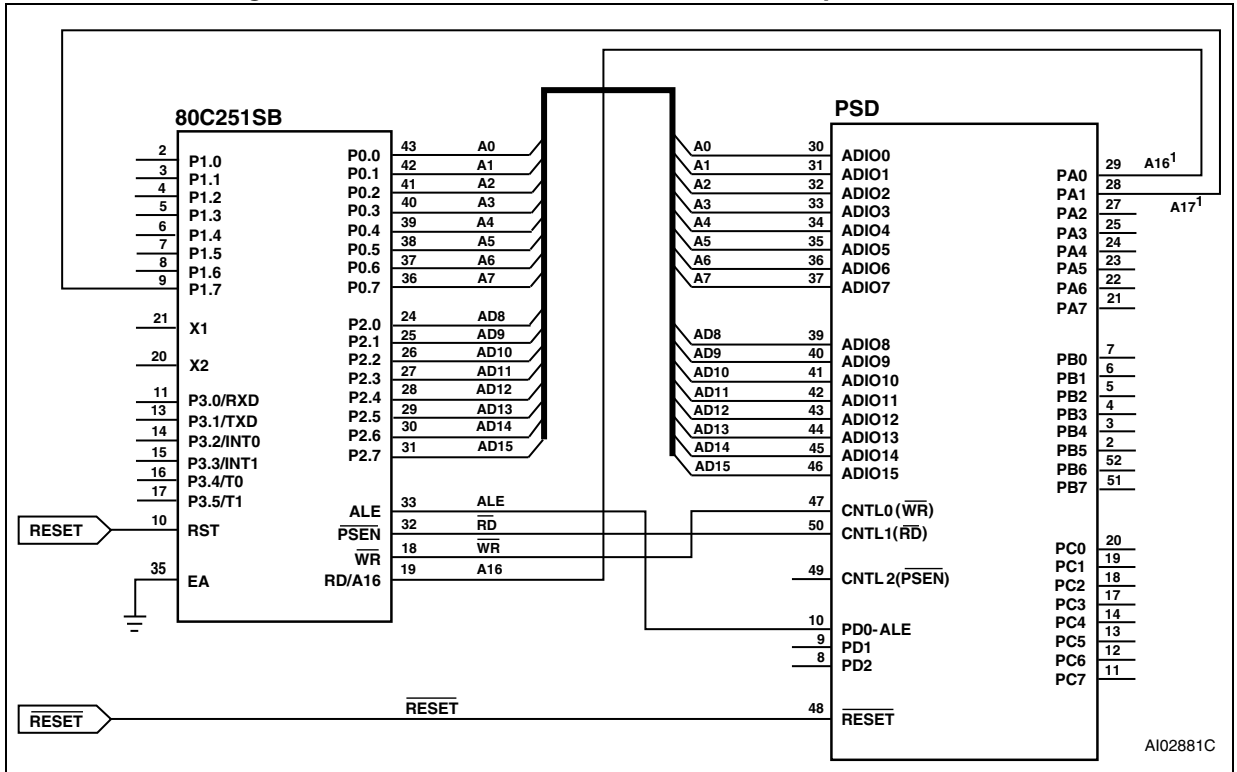 80C251SB
PSD
2 P1.0
3 P1.1
4 P1.2
5 P1.3
6 P1.4
7 P1.5
8 P1.6
9 P1.7
21 X1
20 X2
11 P3.0/RXD
13 P3.1/TXD
14 P3.2/INT0
15 P3.3/INT1
16 P3.4/T0
17 P3.5/T1
RESET 10 RST
35 EA
P0.0 43 A0
P0.1 42 A1
P0.2 41 A2
P0.3 40 A3
P0.4 39 A4
P0.5 38 A5
P0.6 37 A6
P0.7 36 A7
P2.0 24 AD8
P2.1 25 AD9
P2.2 26 AD10
P2.3 27 AD11
P2.4 28 AD12
P2.5 29 AD13
P2.6 30 AD14
P2.7 31 AD15
ALE 33 ALE
PSEN 32 RD
WR 18 WR
RD/A16 19 A16
A0 30 ADIO0
A1 31 ADIO1
A2 32 ADIO2
A3 33 ADIO3
A4 34 ADIO4
A5 35 ADIO5
A6 36 ADIO6
A7 37 ADIO7
AD8 39 ADIO8
AD9 40 ADIO9
AD10 41 ADIO10
AD11 42 ADIO11
AD12 43 ADIO12
AD13 44 ADIO13
AD14 45 ADIO14
AD15 46 ADIO15
47 CNTL0(WR)
50 CNTL1(RD)
49 CNTL 2(PSEN)
10 PD0-ALE
9 PD1
8 PD2
RESET RESET 48 RESET
PA0 29 A16¹
PA1 28 A17¹
PA2 27
PA3 25
PA4 24
PA5 23
PA6 22
PA7 21
PB0 7
PB1 6
PB2 5
PB3 4
PB4 3
PB5 2
PB6 52
PB7 51
PC0 20
PC1 19
PC2 18
PC3 17
PC4 14
PC5 13
PC6 12
PC7 11
AI02881C